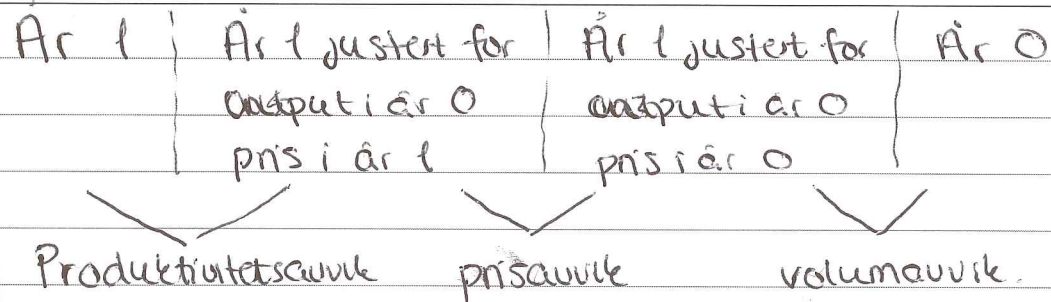 År 1 | År 1 justert for | År 1 justert for | År 0
output i år 0 output i år 0
pris i år 1 pris i år 0
Produktivitetsavvik prisavvik volumavvik.